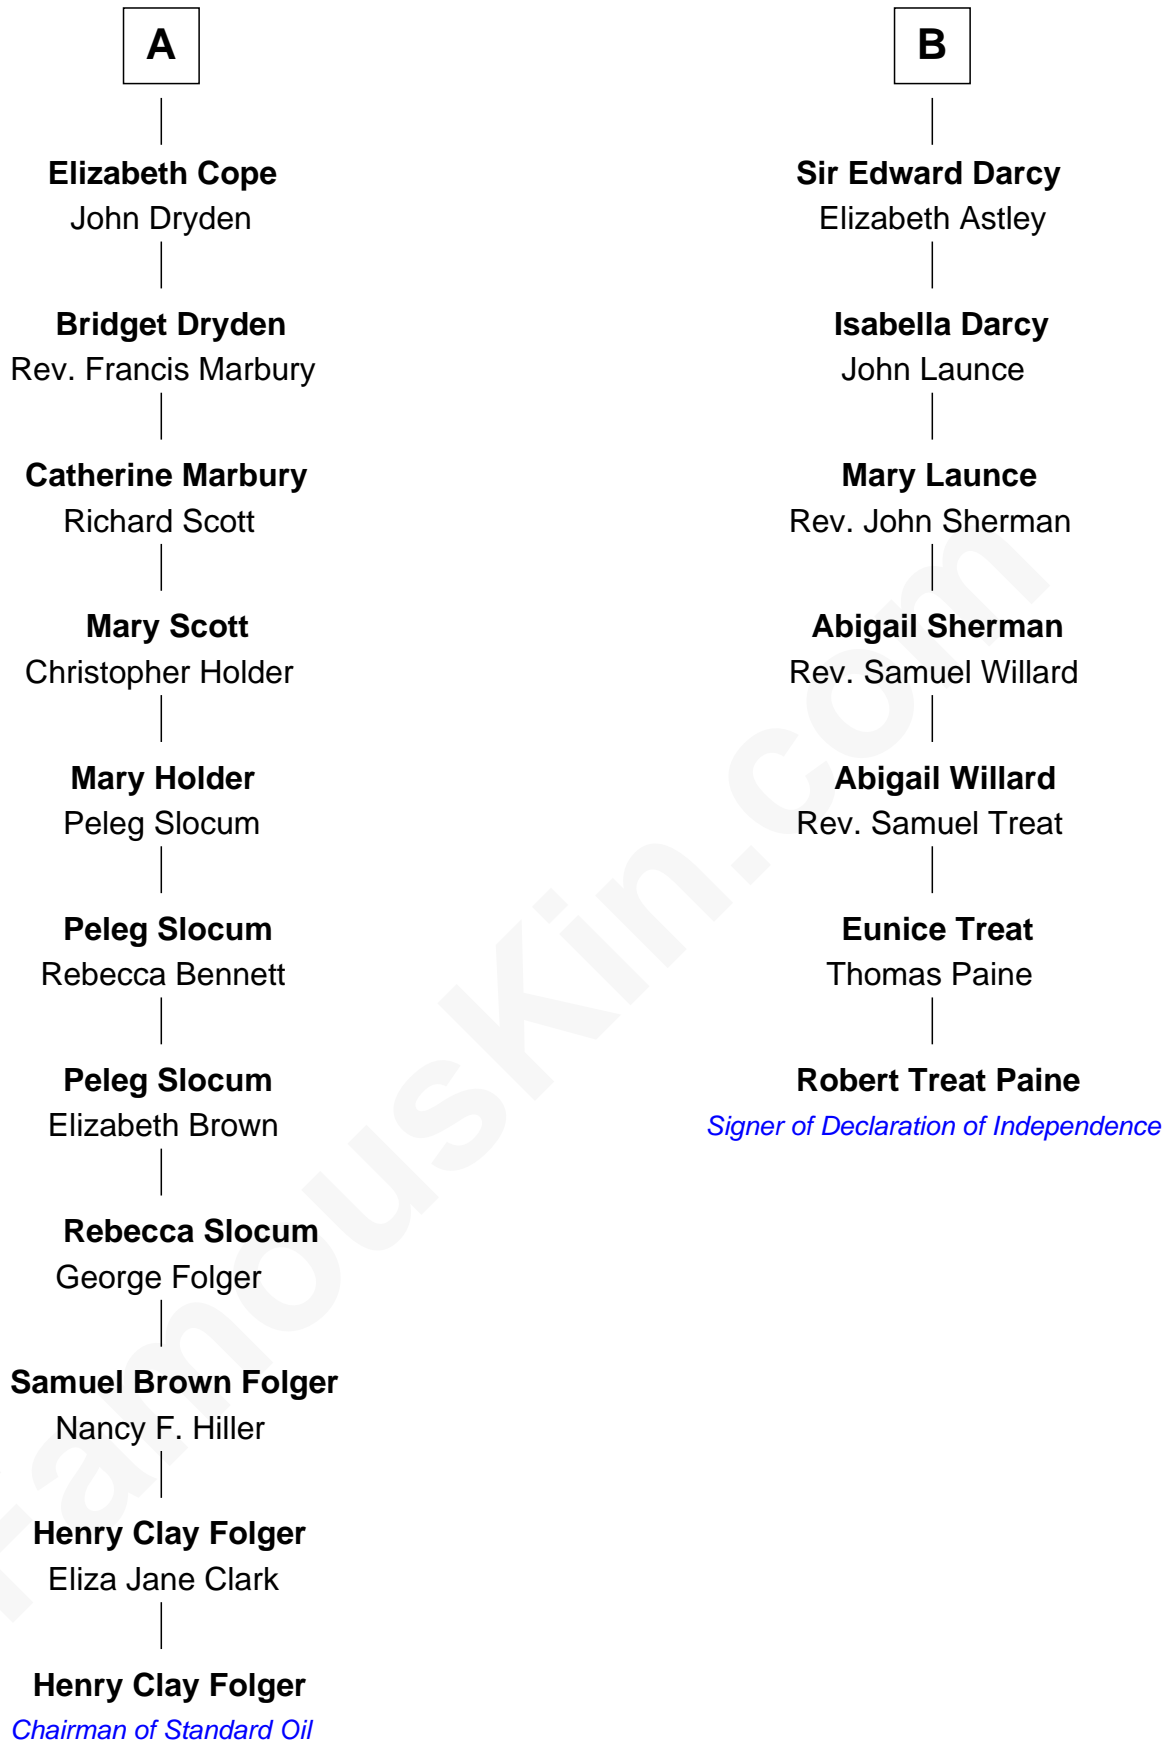 A
Elizabeth Cope
John Dryden
Bridget Dryden
Rev. Francis Marbury
Catherine Marbury
Richard Scott
Mary Scott
Christopher Holder
Mary Holder
Peleg Slocum
Peleg Slocum
Rebecca Bennett
Peleg Slocum
Elizabeth Brown
Rebecca Slocum
George Folger
Samuel Brown Folger
Nancy F. Hiller
Henry Clay Folger
Eliza Jane Clark
Henry Clay Folger
Chairman of Standard Oil
B
Sir Edward Darcy
Elizabeth Astley
Isabella Darcy
John Launce
Mary Launce
Rev. John Sherman
Abigail Sherman
Rev. Samuel Willard
Abigail Willard
Rev. Samuel Treat
Eunice Treat
Thomas Paine
Robert Treat Paine
Signer of Declaration of Independence
FamousKin.com